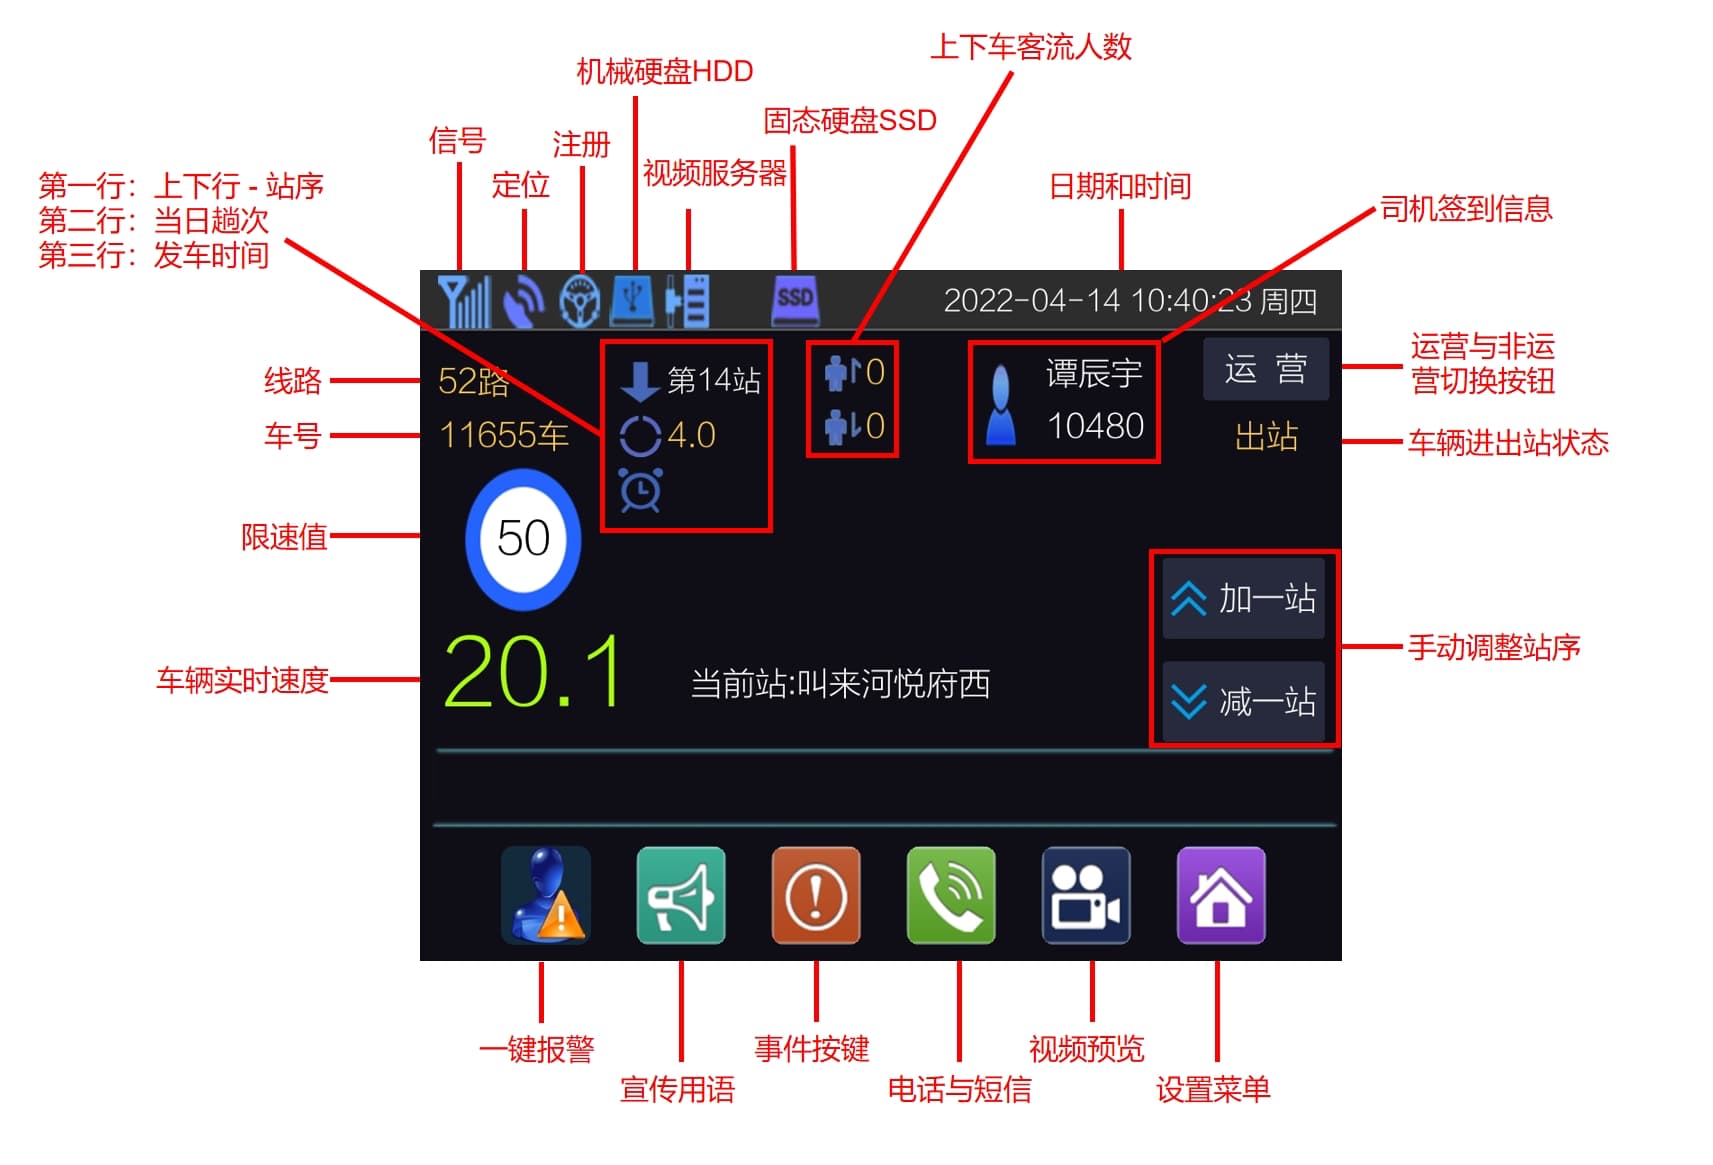 上下车客流人数
机械硬盘HDD
固态硬盘SSD
信号
注册
视频服务器
定位
日期和时间
第一行：上下行 - 站序
第二行：当日趟次
第三行：发车时间
司机签到信息
SSD
2022-04-14 10:40:23 周四
线路
52路
第14站
0
谭辰宇
运 营
运营与非运
营切换按钮
车号
11655车
4.0
0
10480
出站
车辆进出站状态
限速值
50
加一站
手动调整站序
车辆实时速度
20.1
当前站:叫来河悦府西
减一站
一键报警
事件按键
视频预览
宣传用语
电话与短信
设置菜单